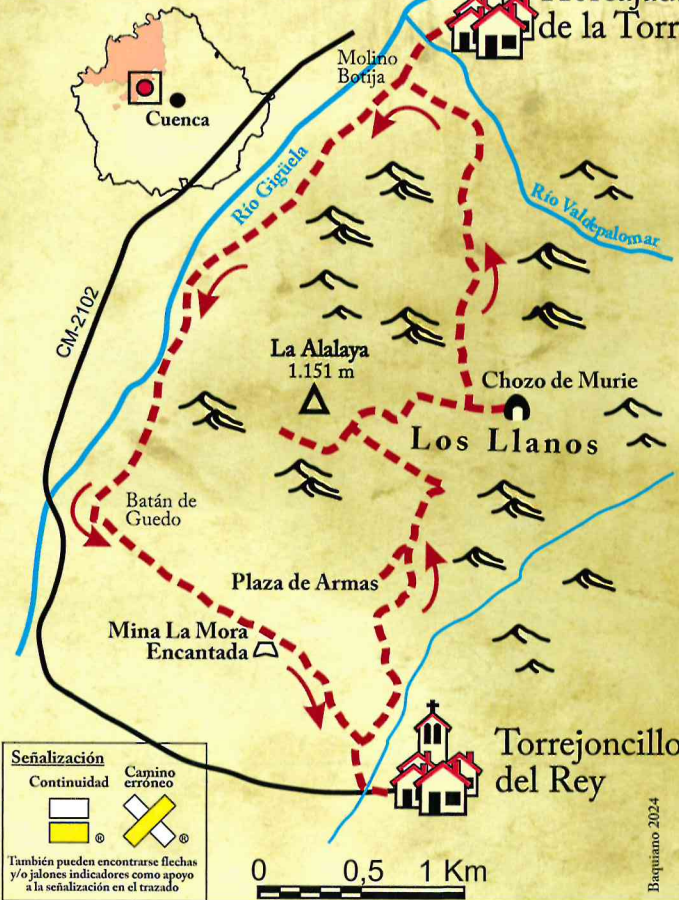 de la Torr
Molino
Botija
Cuenca
Río Gigüela
Río Valdepalomar
CM-2102
La Alalaya
1.151 m
Chozo de Murie
Los Llanos
Batán de
Guedo
Plaza de Armas
Mina La Mora
Encantada
Torrejoncillo
del Rey
Señalización
Continuidad
Camino
erróneo
®
®
También pueden encontrarse flechas
y/o jalones indicadores como apoyo
a la señalización en el trazado
0 0,5 1 Km
Baquiano 2024